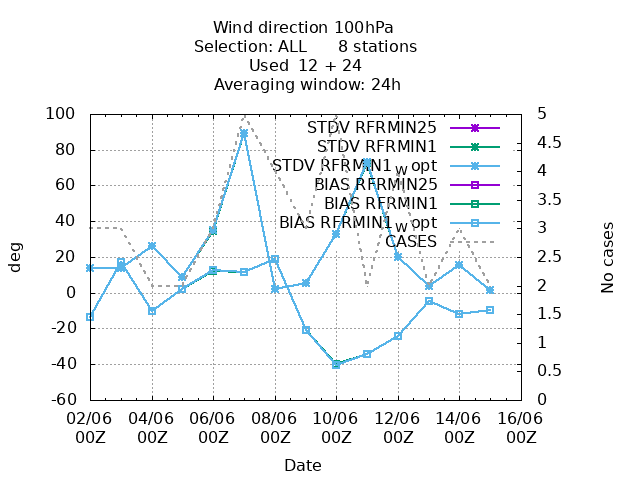 Wind direction 100hPa
Selection: ALL 8 stations
Used 12 + 24
Averaging window: 24h
STDV RFRMIN25
STDV RFRMIN1
STDV RFRMIN1_w opt
BIAS RFRMIN25
BIAS RFRMIN1
BIAS RFRMIN1_w opt
CASES
100
80
60
40
20
0
-20
-40
-60
deg
5
4.5
4
3.5
3
2.5
2
1.5
1
0.5
0
No cases
02/06 04/06 06/06 08/06 10/06 12/06 14/06 16/06
00Z 00Z 00Z 00Z 00Z 00Z 00Z 00Z
Date